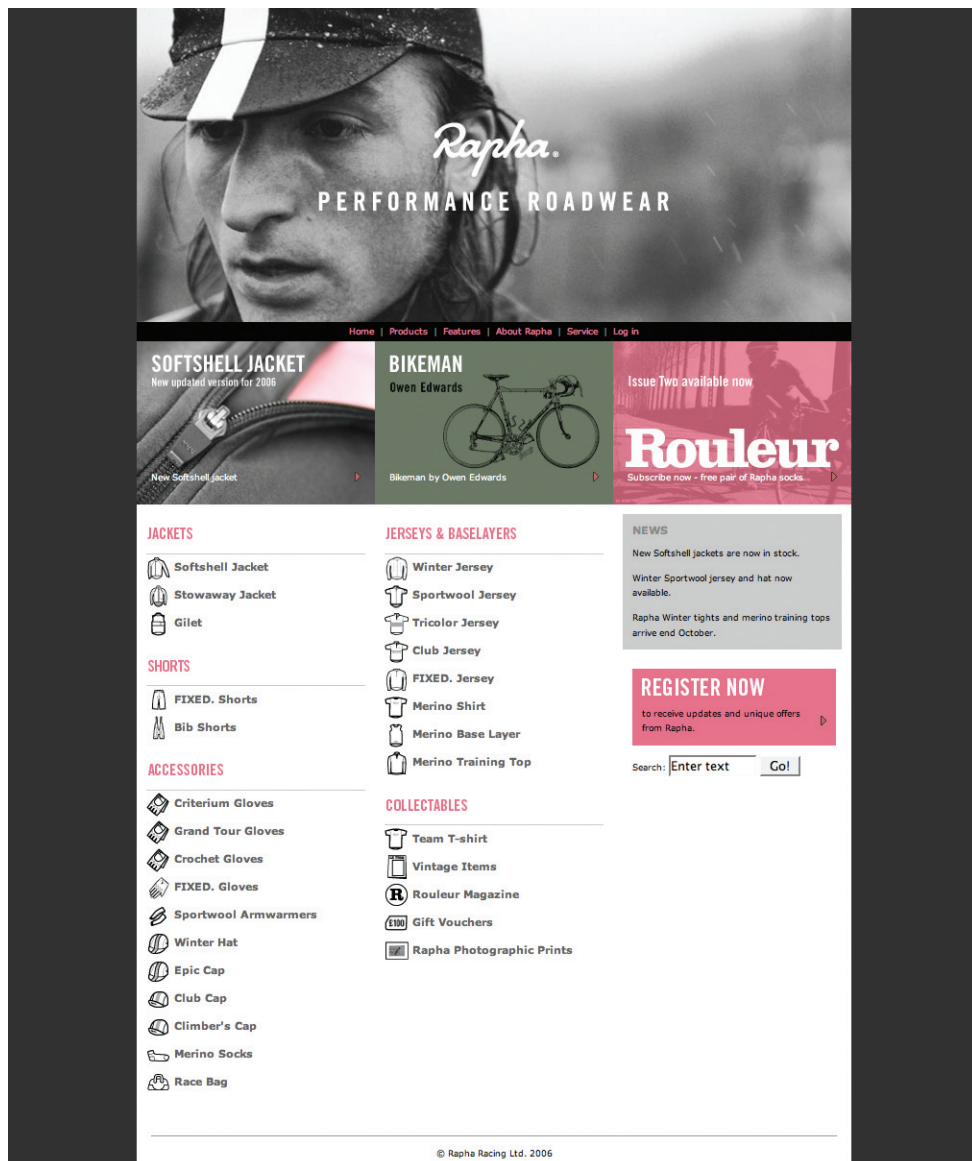 Rapha.
PERFORMANCE ROADWEAR
Home | Products | Features | About Rapha | Service | Log in
SOFTSHELL JACKET
New updated version for 2006
New Softshell jacket
BIKEMAN
Owen Edwards
Bikeman by Owen Edwards
Issue Two available now
Rouleur
Subscribe now - free pair of Rapha socks
JACKETS
Softshell Jacket
Stowaway Jacket
Gilet
SHORTS
FIXED. Shorts
Bib Shorts
ACCESSORIES
Criterium Gloves
Grand Tour Gloves
Crochet Gloves
FIXED. Gloves
Sportwool Armwarmers
Winter Hat
Epic Cap
Club Cap
Climber's Cap
Merino Socks
Race Bag
JERSEYS & BASELAYERS
Winter Jersey
Sportwool Jersey
Tricolor Jersey
Club Jersey
FIXED. Jersey
Merino Shirt
Merino Base Layer
Merino Training Top
COLLECTABLES
Team T-shirt
Vintage Items
R Rouleur Magazine
£100 Gift Vouchers
Rapha Photographic Prints
NEWS
New Softshell jackets are now in stock.
Winter Sportwool jersey and hat now
available.
Rapha Winter tights and merino training tops
arrive end October.
REGISTER NOW
to receive updates and unique offers
from Rapha.
Search: Enter text Go!
© Rapha Racing Ltd. 2006